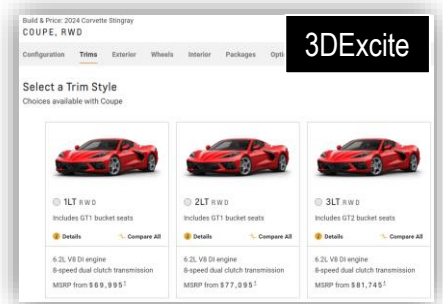 Build & Price: 2024 Corvette Stingray
COUPE, RWD
3DExcite
Configuration Trims Exterior Wheels Interior Packages Opti
Select a Trim Style
Choices available with Coupe
1LT RWD
Includes GT1 bucket seats
Details Compare All
6.2L V8 DI engine
8-speed dual clutch transmission
MSRP from $69,995‡
2LT RWD
Includes GT1 bucket seats
Details Compare All
6.2L V8 DI engine
8-speed dual clutch transmission
MSRP from $77,095‡
3LT RWD
Includes GT2 bucket seats
Details Compare All
6.2L V8 DI engine
8-speed dual clutch transmission
MSRP from $81,745‡